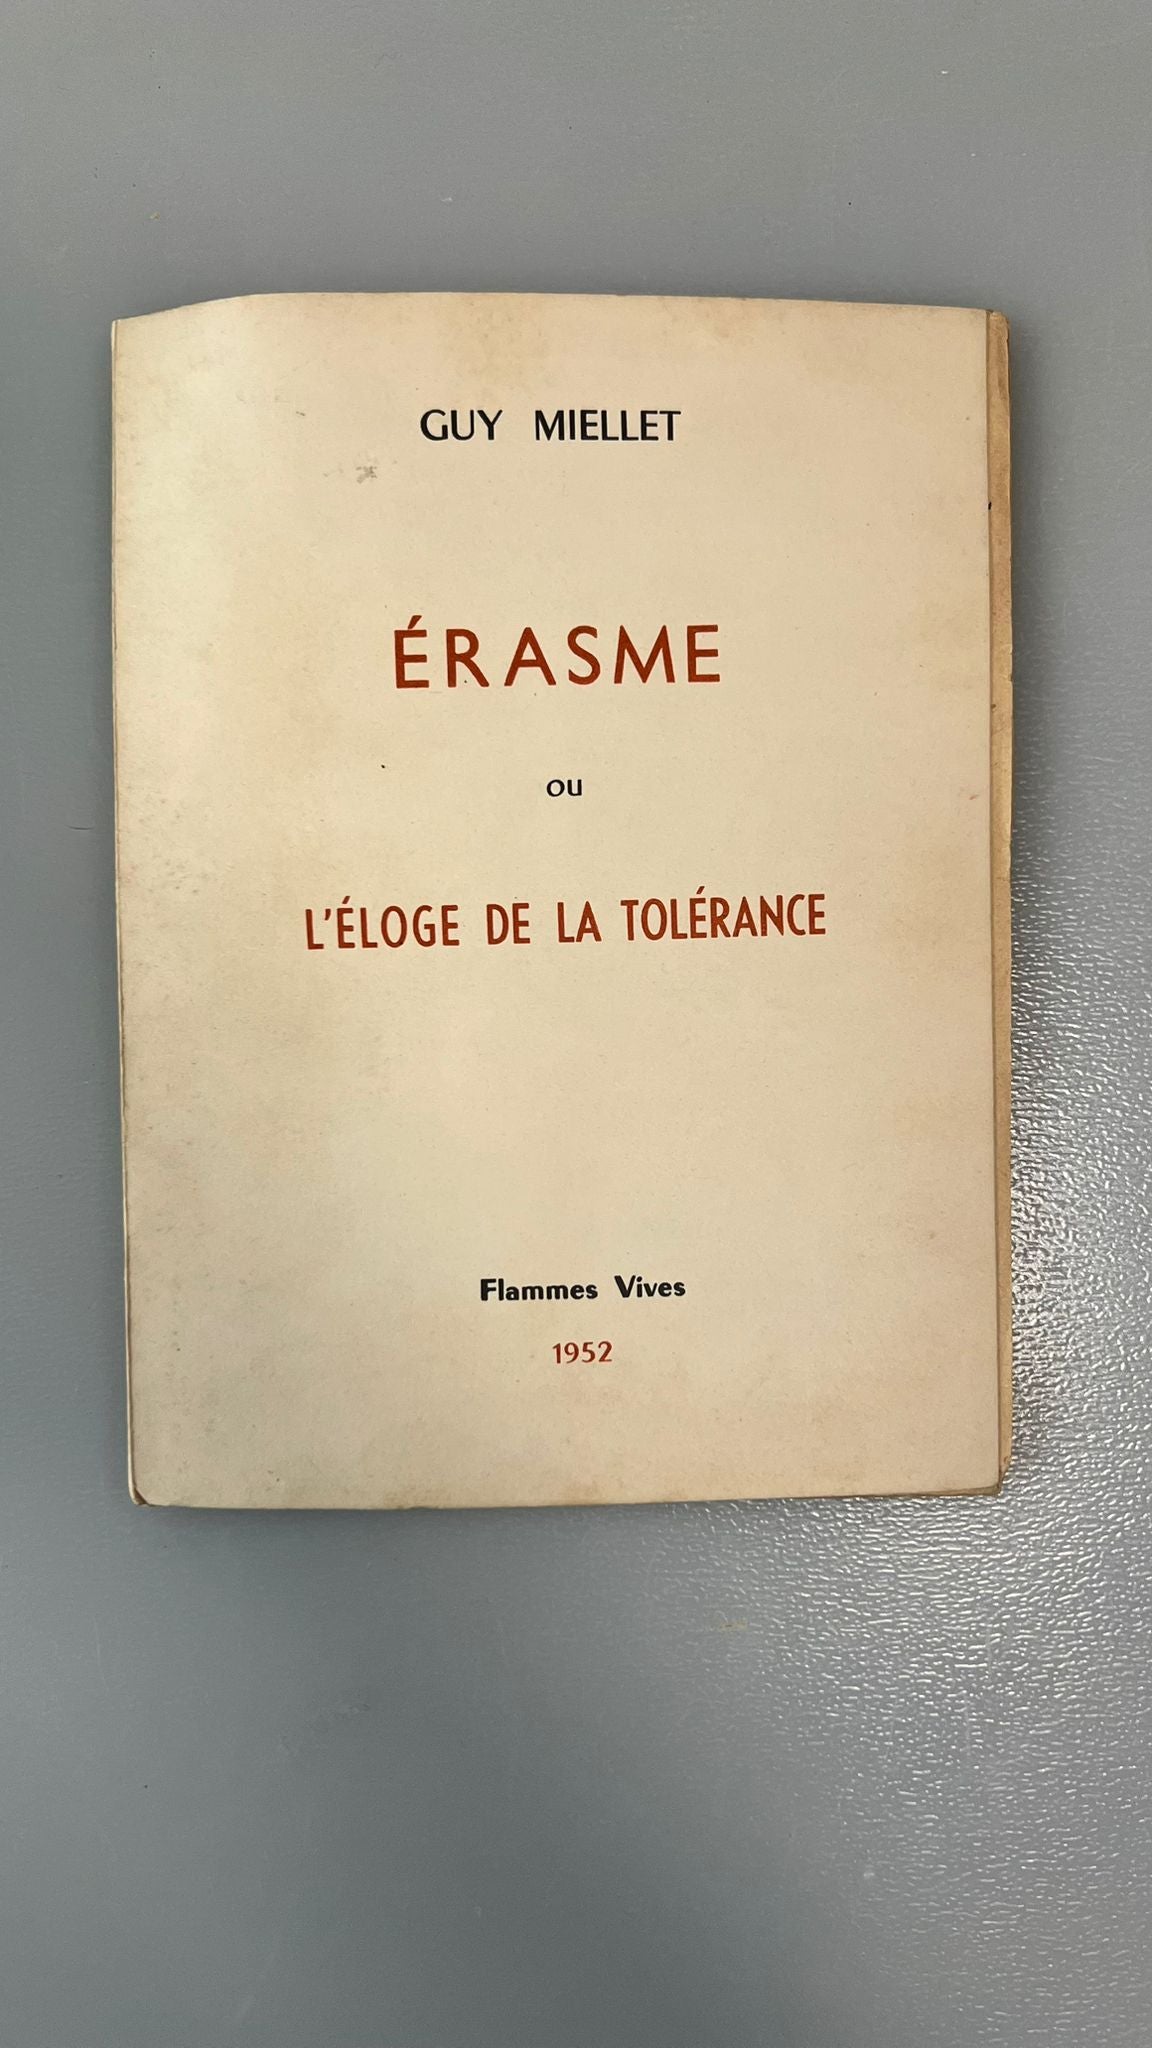 GUY MIELLET
ÉRASME
ou
L'ÉLOGE DE LA TOLÉRANCE
Flammes Vives
1952